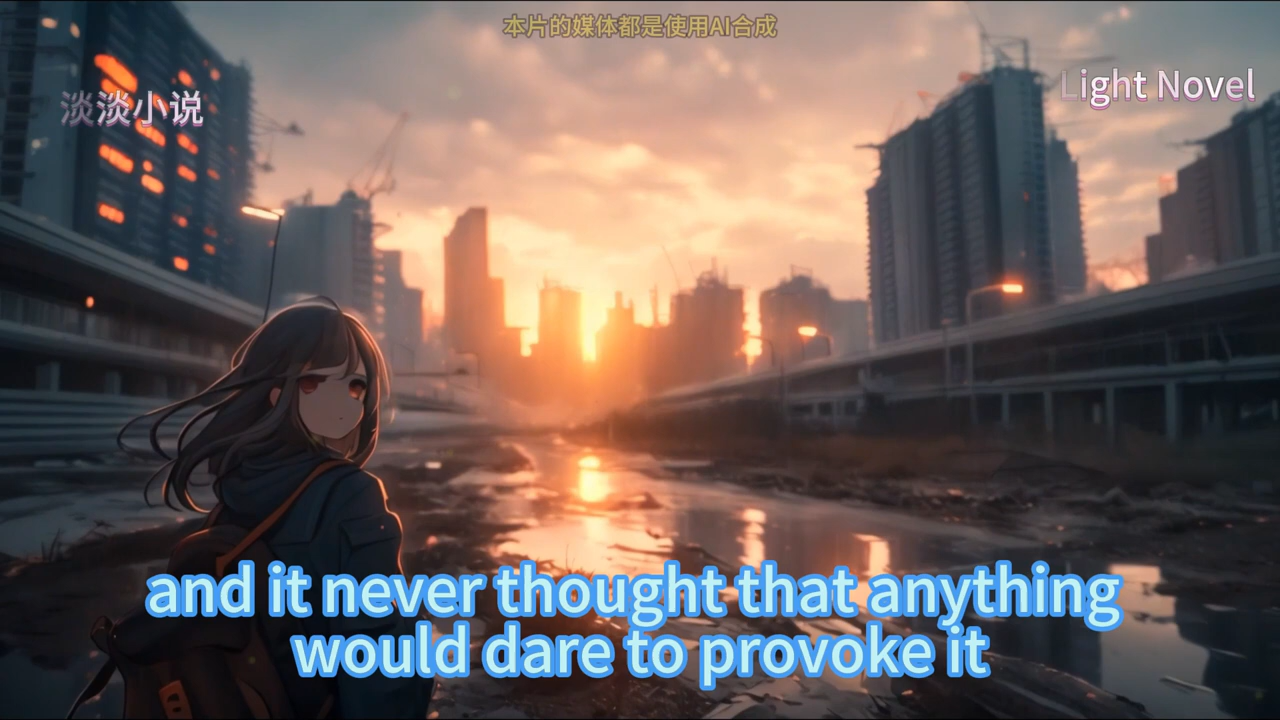 本片的媒体都是使用AI合成
淡淡小说
Light Novel
and it never thought that anything
would dare to provoke it